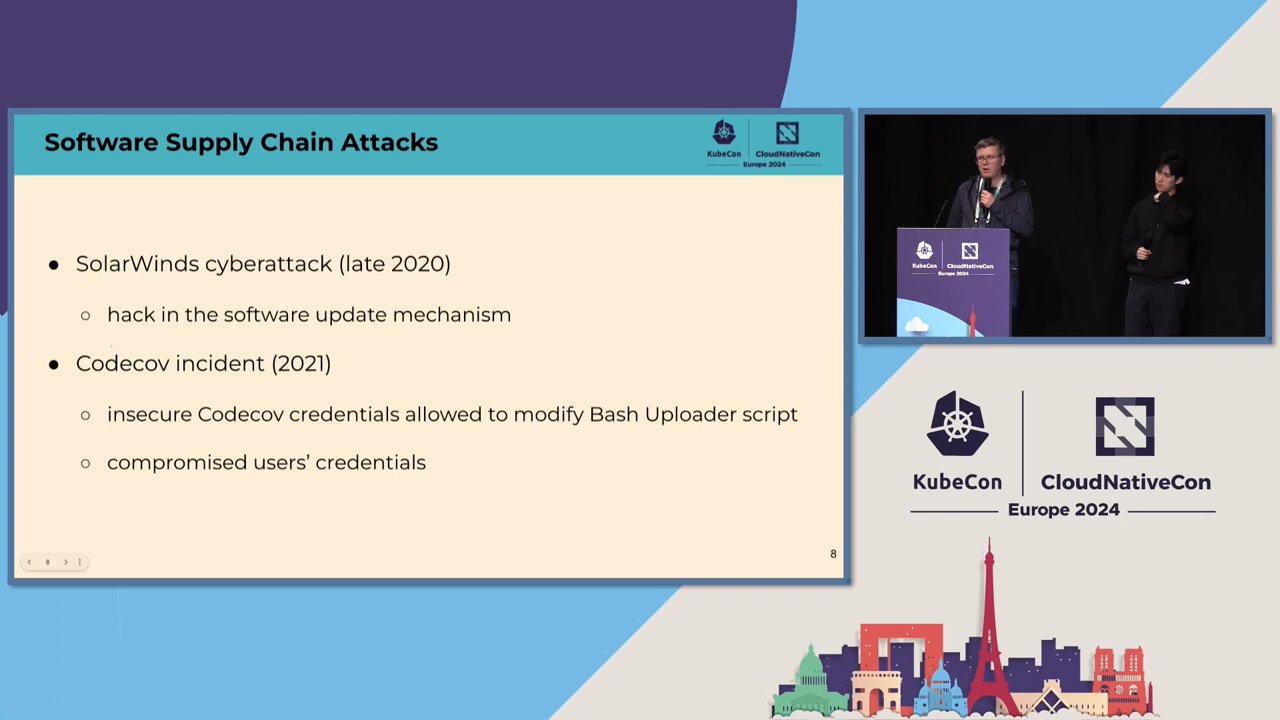 Software Supply Chain Attacks
KubeCon
CloudNativeCon
Europe 2024
● SolarWinds cyberattack (late 2020)
○ hack in the software update mechanism
● Codecov incident (2021)
○ insecure Codecov credentials allowed to modify Bash Uploader script
○ compromised users’ credentials
8
8
KubeCon
CloudNativeCon
Europe 2024
KubeCon
CloudNativeCon
Europe 2024